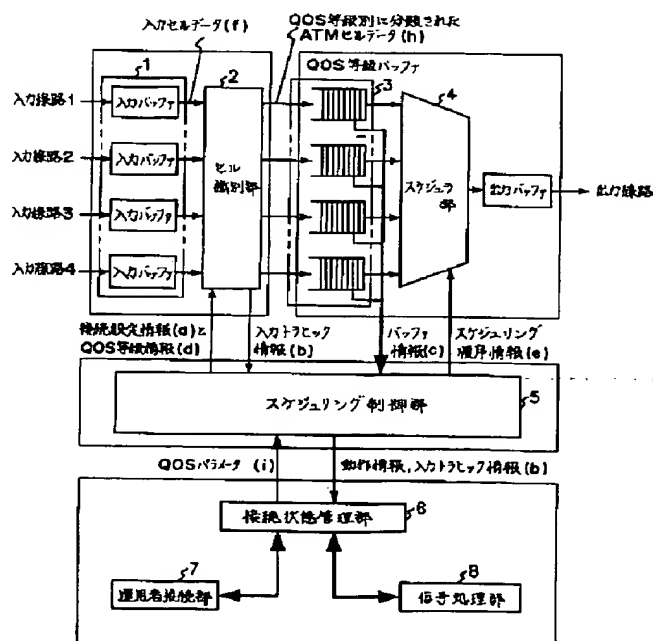 入力セルデータ(f)
QOS等級別に分類された
ATMセルデータ(h)
QOS等級バッファ
1
2
3
4
入力線路1
入力バッファ
入力線路2
入力バッファ
入力線路3
入力バッファ
入力線路4
入力バッファ
セル
識別部
スケジュラ
部
出力バッファ
出力線路
接続設定情報(a)と
QOS等級情報(d)
入力トラヒック
情報(b)
バッファ
情報(c)
スケジュリング
順序情報(e)
スケジュリング制御部
5
QOSパラメータ(i)
動作情報,入力トラヒック情報(b)
接続状態管理部
6
7
運用者接続部
8
信号処理部